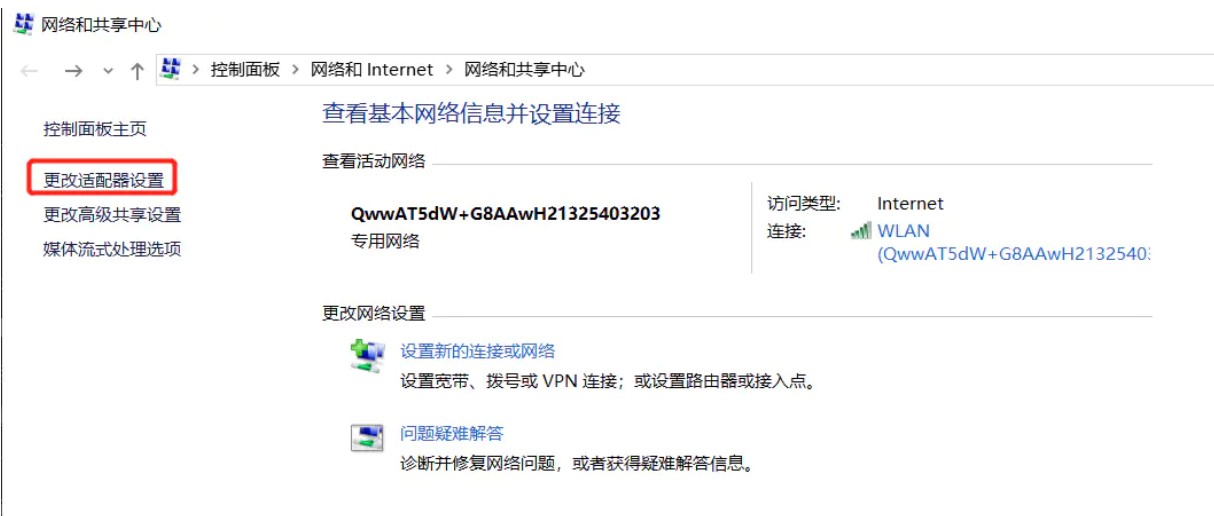 网络和共享中心
控制面板 > 网络和 Internet > 网络和共享中心
控制面板主页
更改适配器设置
更改高级共享设置
媒体流式处理选项
查看基本网络信息并设置连接
查看活动网络
QwwAT5dW+G8AAwH21325403203
专用网络
访问类型: Internet
连接: WLAN
(QwwAT5dW+G8AAwH2132540
更改网络设置
设置新的连接或网络
设置宽带、拨号或 VPN 连接；或设置路由器或接入点。
问题疑难解答
诊断并修复网络问题，或者获得疑难解答信息。